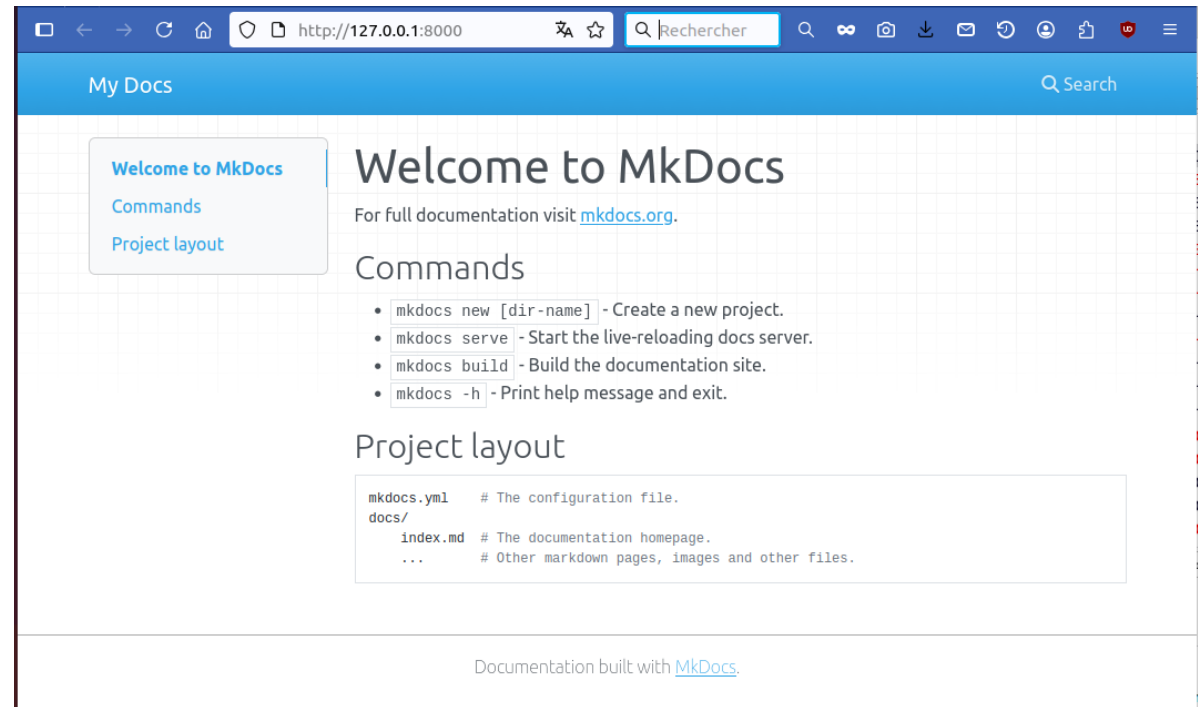 http://127.0.0.1:8000
Rechercher
My Docs
Search
Welcome to MkDocs
Commands
Project layout
Welcome to MkDocs
For full documentation visit mkdocs.org.
Commands
mkdocs new [dir-name] - Create a new project.
mkdocs serve - Start the live-reloading docs server.
mkdocs build - Build the documentation site.
mkdocs -h - Print help message and exit.
Project layout
mkdocs.yml    # The configuration file.
docs/
    index.md  # The documentation homepage.
    ...       # Other markdown pages, images and other files.
Documentation built with MkDocs.